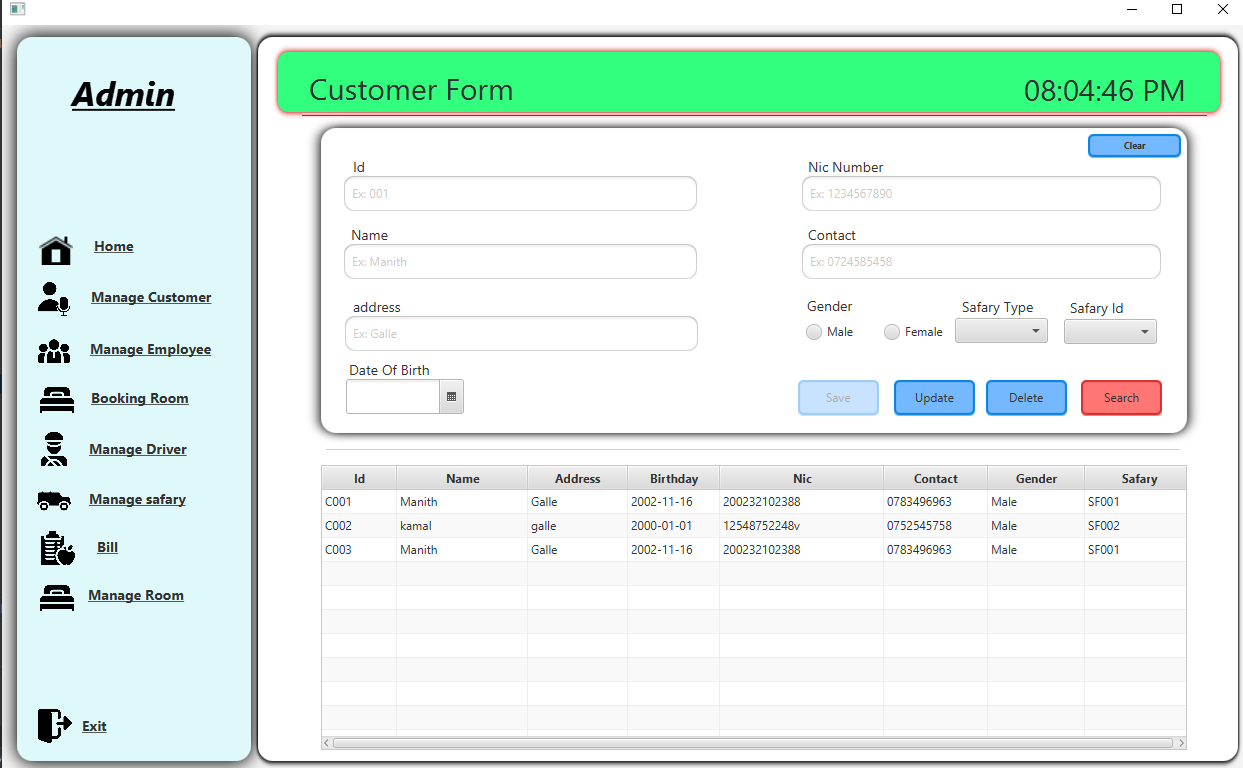 Admin
Home
Manage Customer
Manage Employee
Booking Room
Manage Driver
Manage safary
Bill
Manage Room
Exit
Customer Form 08:04:46 PM
Clear
Id Nic Number
Ex: 001 Ex: 1234567890
Name Contact
Ex: Manith Ex: 0724585458
address Gender Safary Type Safary Id
Ex: Galle Male Female
Date Of Birth
Save Update Delete Search
Id Name Address Birthday Nic Contact Gender Safary
C001 Manith Galle 2002-11-16 200232102388 0783496963 Male SF001
C002 kamal galle 2000-01-01 12548752248v 0752545758 Male SF002
C003 Manith Galle 2002-11-16 200232102388 0783496963 Male SF001